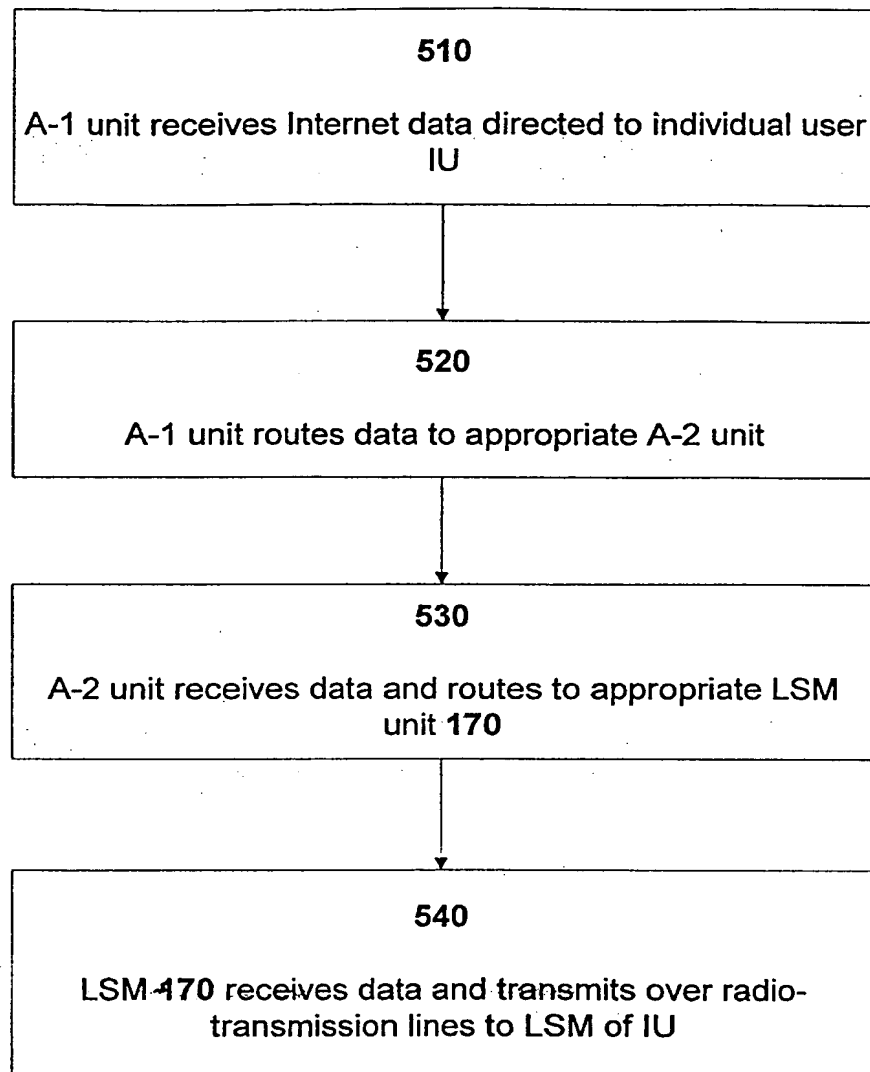 510
A-1 unit receives Internet data directed to individual user
IU
520
A-1 unit routes data to appropriate A-2 unit
530
A-2 unit receives data and routes to appropriate LSM
unit 170
540
LSM 170 receives data and transmits over radio-
transmission lines to LSM of IU